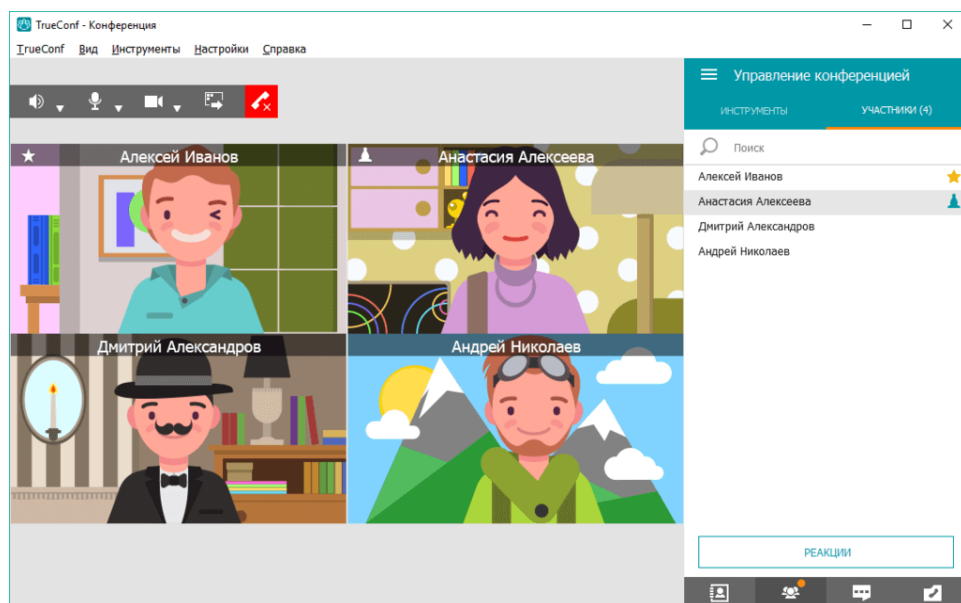 TrueConf - Конференция
TrueConf Вид Инструменты Настройки Справка
Управление конференцией
ИНСТРУМЕНТЫ УЧАСТНИКИ (4)
Поиск
Алексей Иванов
Анастасия Алексеева
Дмитрий Александров
Андрей Николаев
Алексей Иванов
Анастасия Алексеева
Дмитрий Александров
Андрей Николаев
РЕАКЦИИ